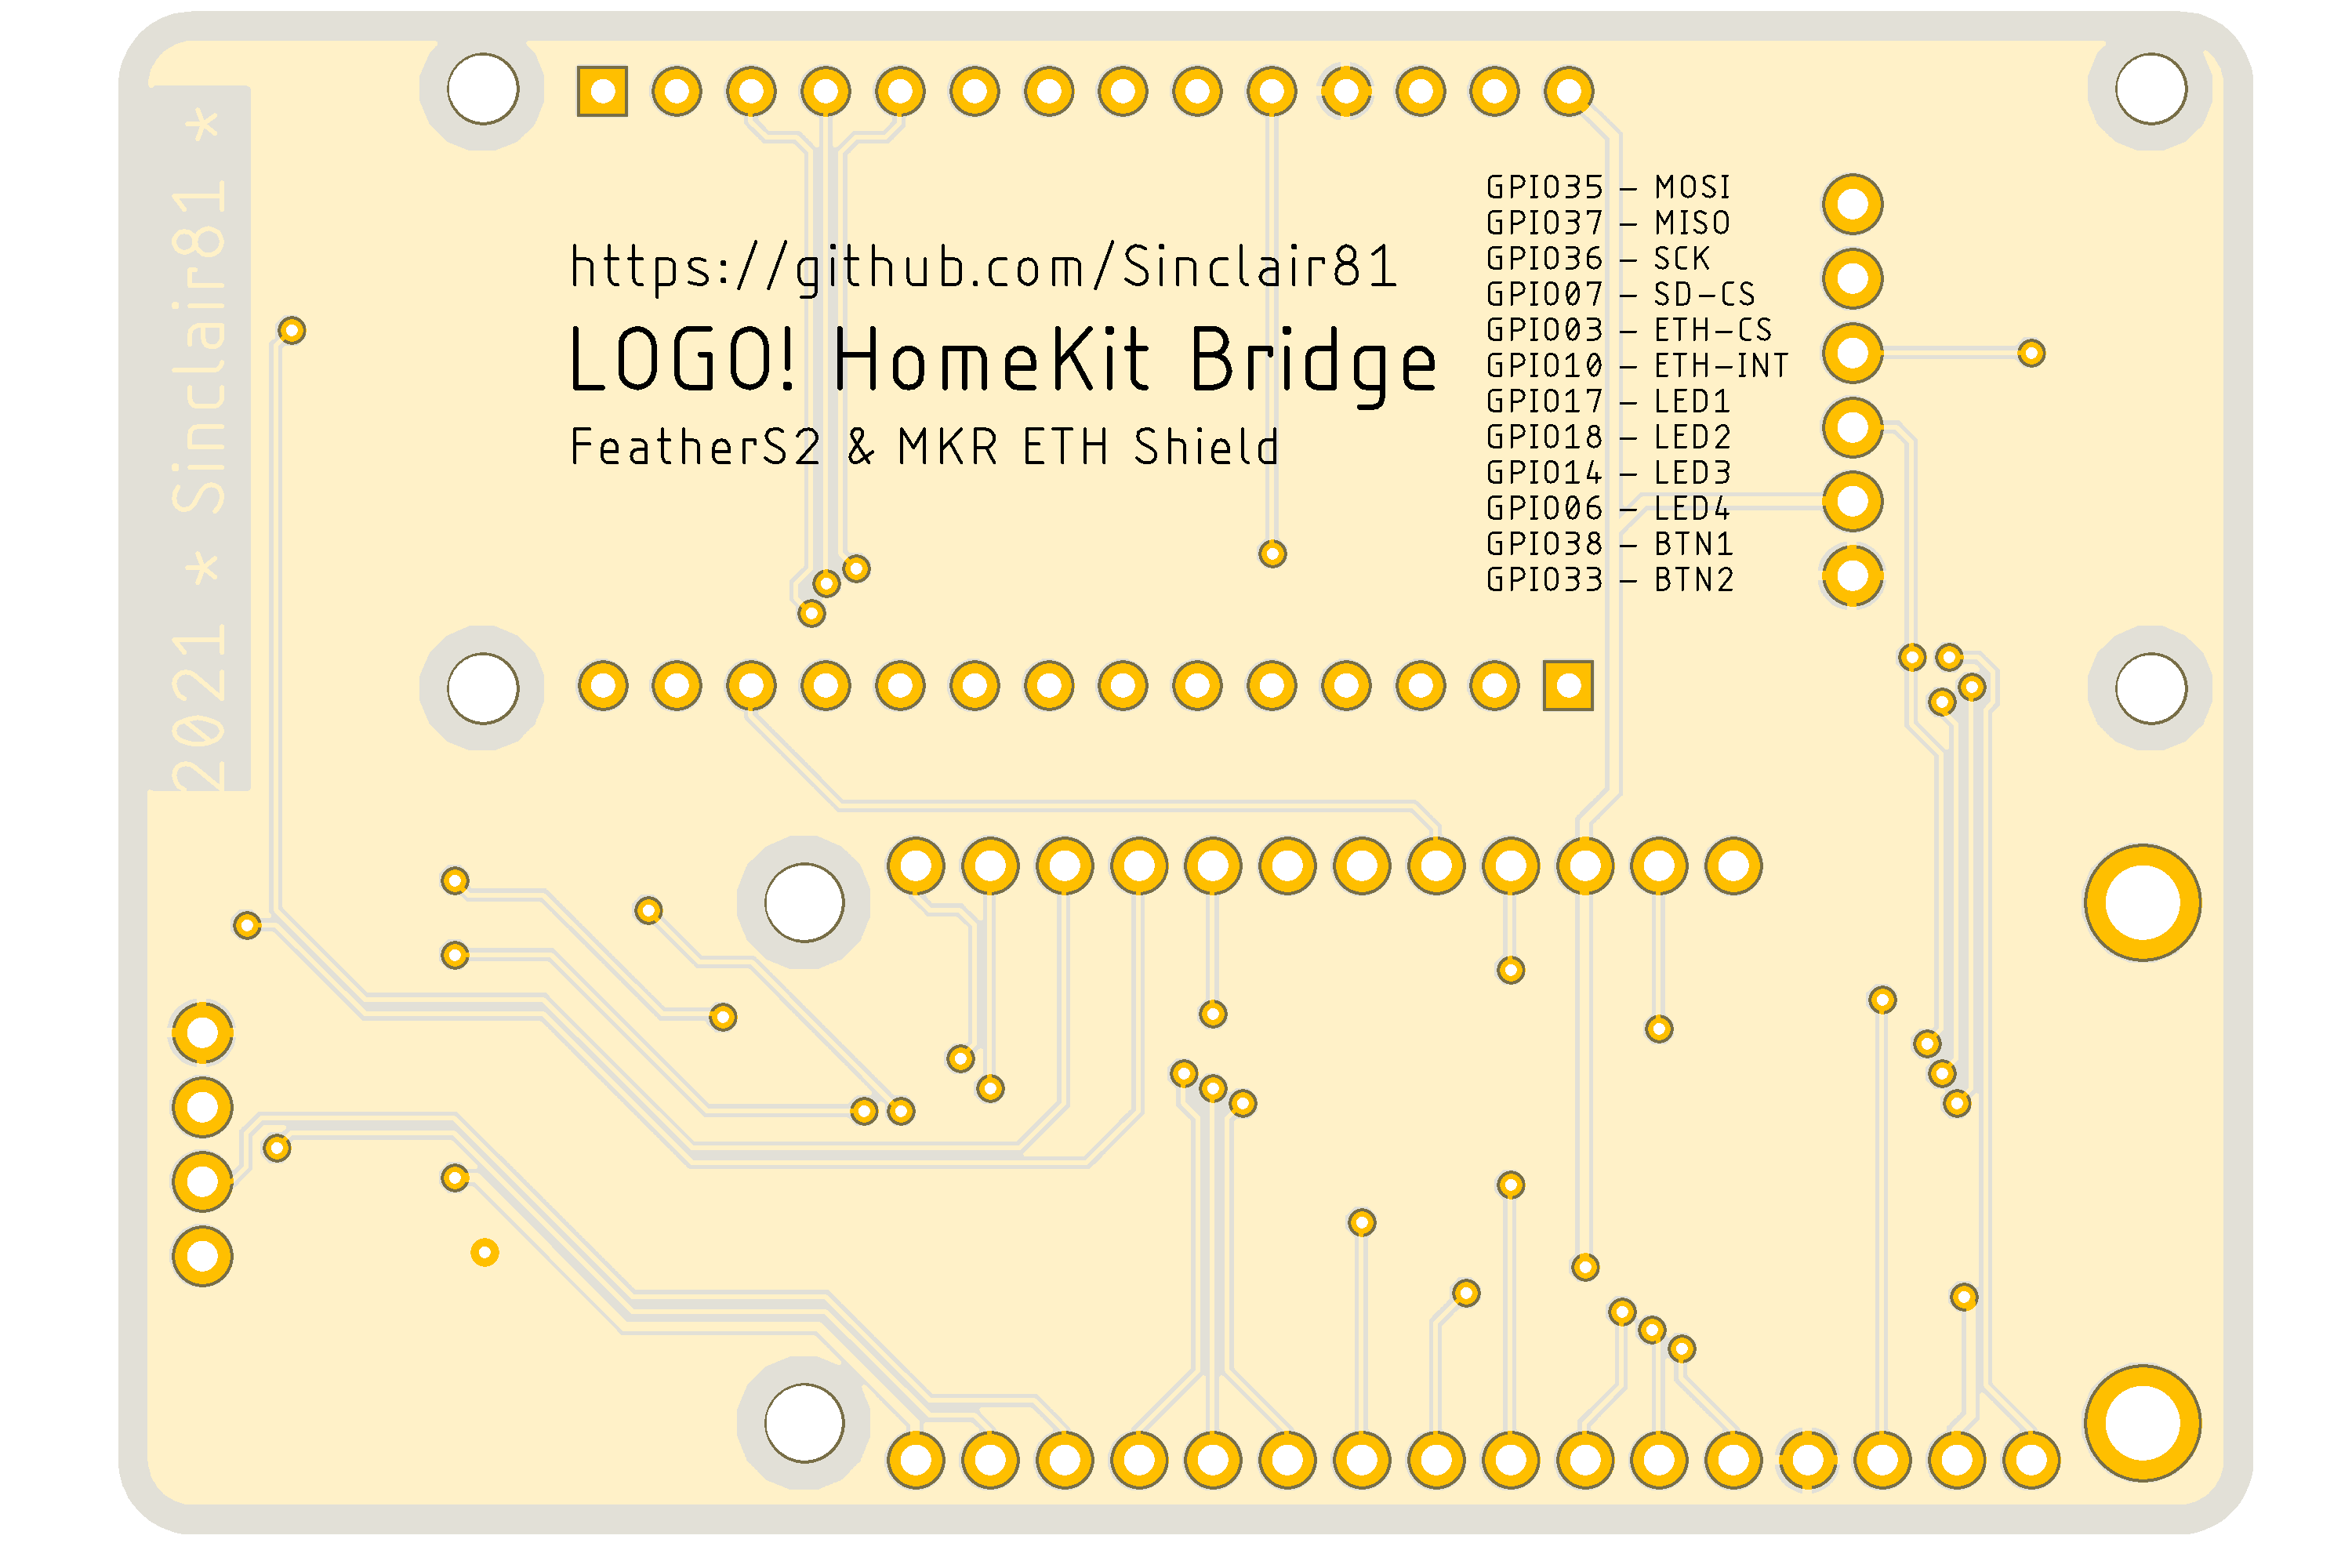 2021 * Sinclair81 *
https://github.com/Sinclair81
LOGO! HomeKit Bridge
FeatherS2 & MKR ETH Shield
GPIO35 - MOSI
GPIO37 - MISO
GPIO36 - SCK
GPIO07 - SD-CS
GPIO03 - ETH-CS
GPIO10 - ETH-INT
GPIO17 - LED1
GPIO18 - LED2
GPIO14 - LED3
GPIO06 - LED4
GPIO38 - BTN1
GPIO33 - BTN2